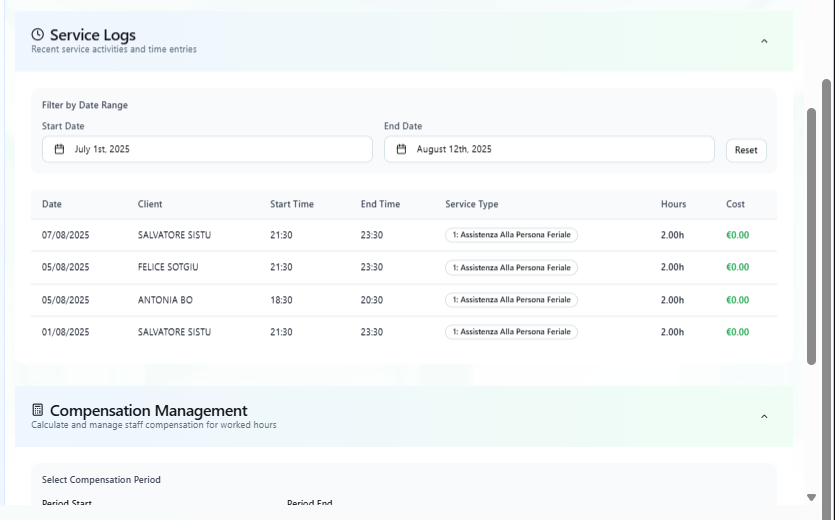 Service Logs
Recent service activities and time entries
Filter by Date Range
Start Date End Date
July 1st, 2025 August 12th, 2025 Reset
Date Client Start Time End Time Service Type Hours Cost
07/08/2025 SALVATORE SISTU 21:30 23:30 1: Assistenza Alla Persona Feriale 2.00h €0.00
05/08/2025 FELICE SOTGIU 21:30 23:30 1: Assistenza Alla Persona Feriale 2.00h €0.00
05/08/2025 ANTONIA BO 18:30 20:30 1: Assistenza Alla Persona Feriale 2.00h €0.00
01/08/2025 SALVATORE SISTU 21:30 23:30 1: Assistenza Alla Persona Feriale 2.00h €0.00
Compensation Management
Calculate and manage staff compensation for worked hours
Select Compensation Period
Period Start Period End